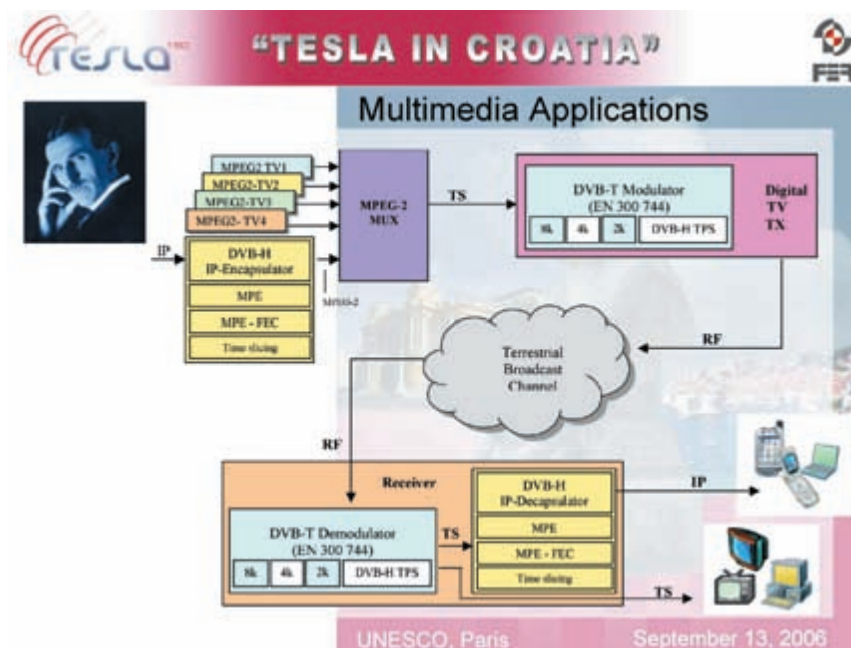 TESLA
"TESLA IN CROATIA"
FER
Multimedia Applications
MPEG2 TV1
MPEG2-TV2
MPEG2-TV3
MPEG2- TV4
MPEG-2
MUX
TS
DVB-T Modulator
(EN 300 744)
8k 4k 2k DVB-H TPS
Digital
TV
TX
IP
DVB-H
IP-Encapsulator
MPE
MPE - FEC
Time slicing
MPEG-2
RF
Terrestrial
Broadcast
Channel
RF
Receiver
DVB-T Demodulator
(EN 300 744)
8k 4k 2k DVB-H TPS
TS
DVB-H
IP-Decapsulator
MPE
MPE - FEC
Time slicing
IP
TS
UNESCO, Paris
September 13, 2006